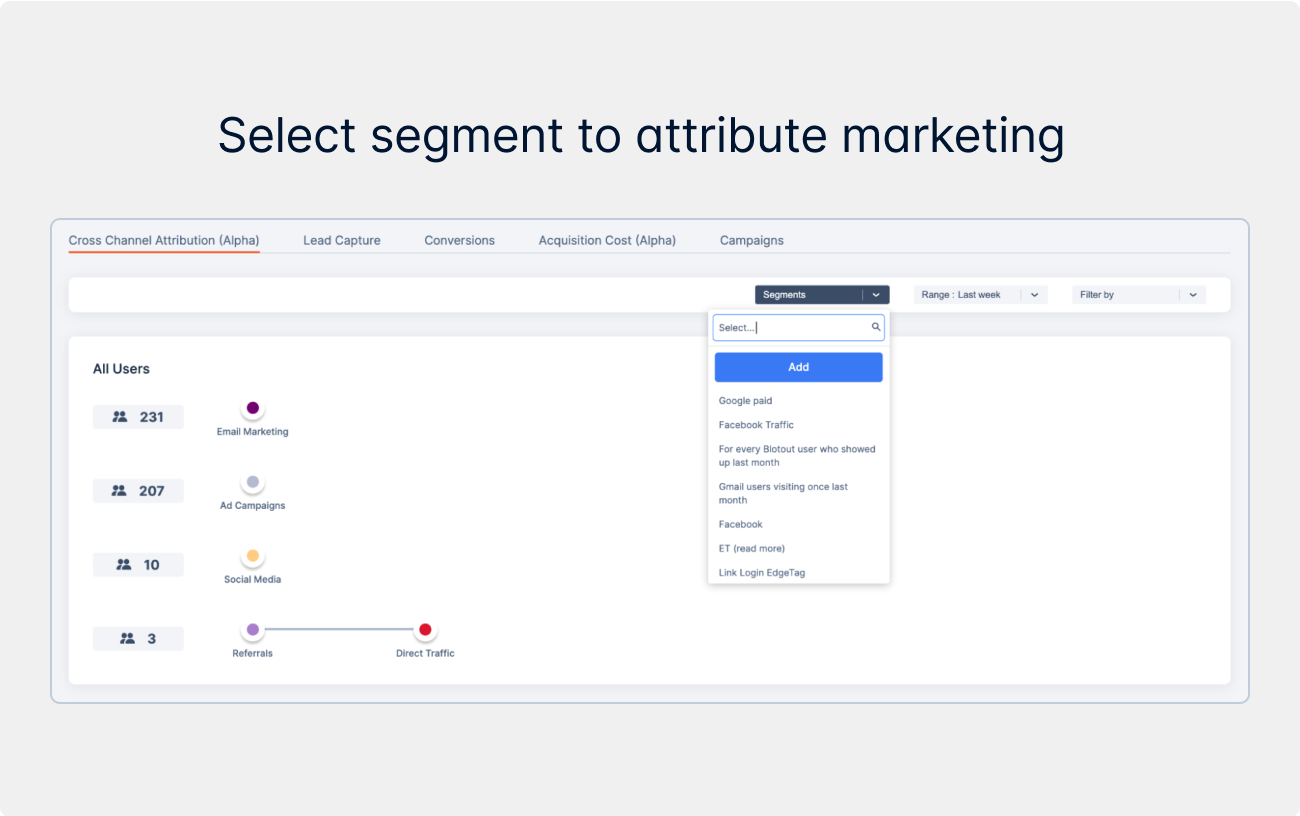 Select segment to attribute marketing
Cross Channel Attribution (Alpha)
Lead Capture
Conversions
Acquisition Cost (Alpha)
Campaigns
Segments
Range : Last week
Filter by
Select...
Add
Google paid
Facebook Traffic
For every Blotout user who showed
up last month
Gmail users visiting once last
month
Facebook
ET (read more)
Link Login EdgeTag
All Users
231
Email Marketing
207
Ad Campaigns
10
Social Media
3
Referrals
Direct Traffic